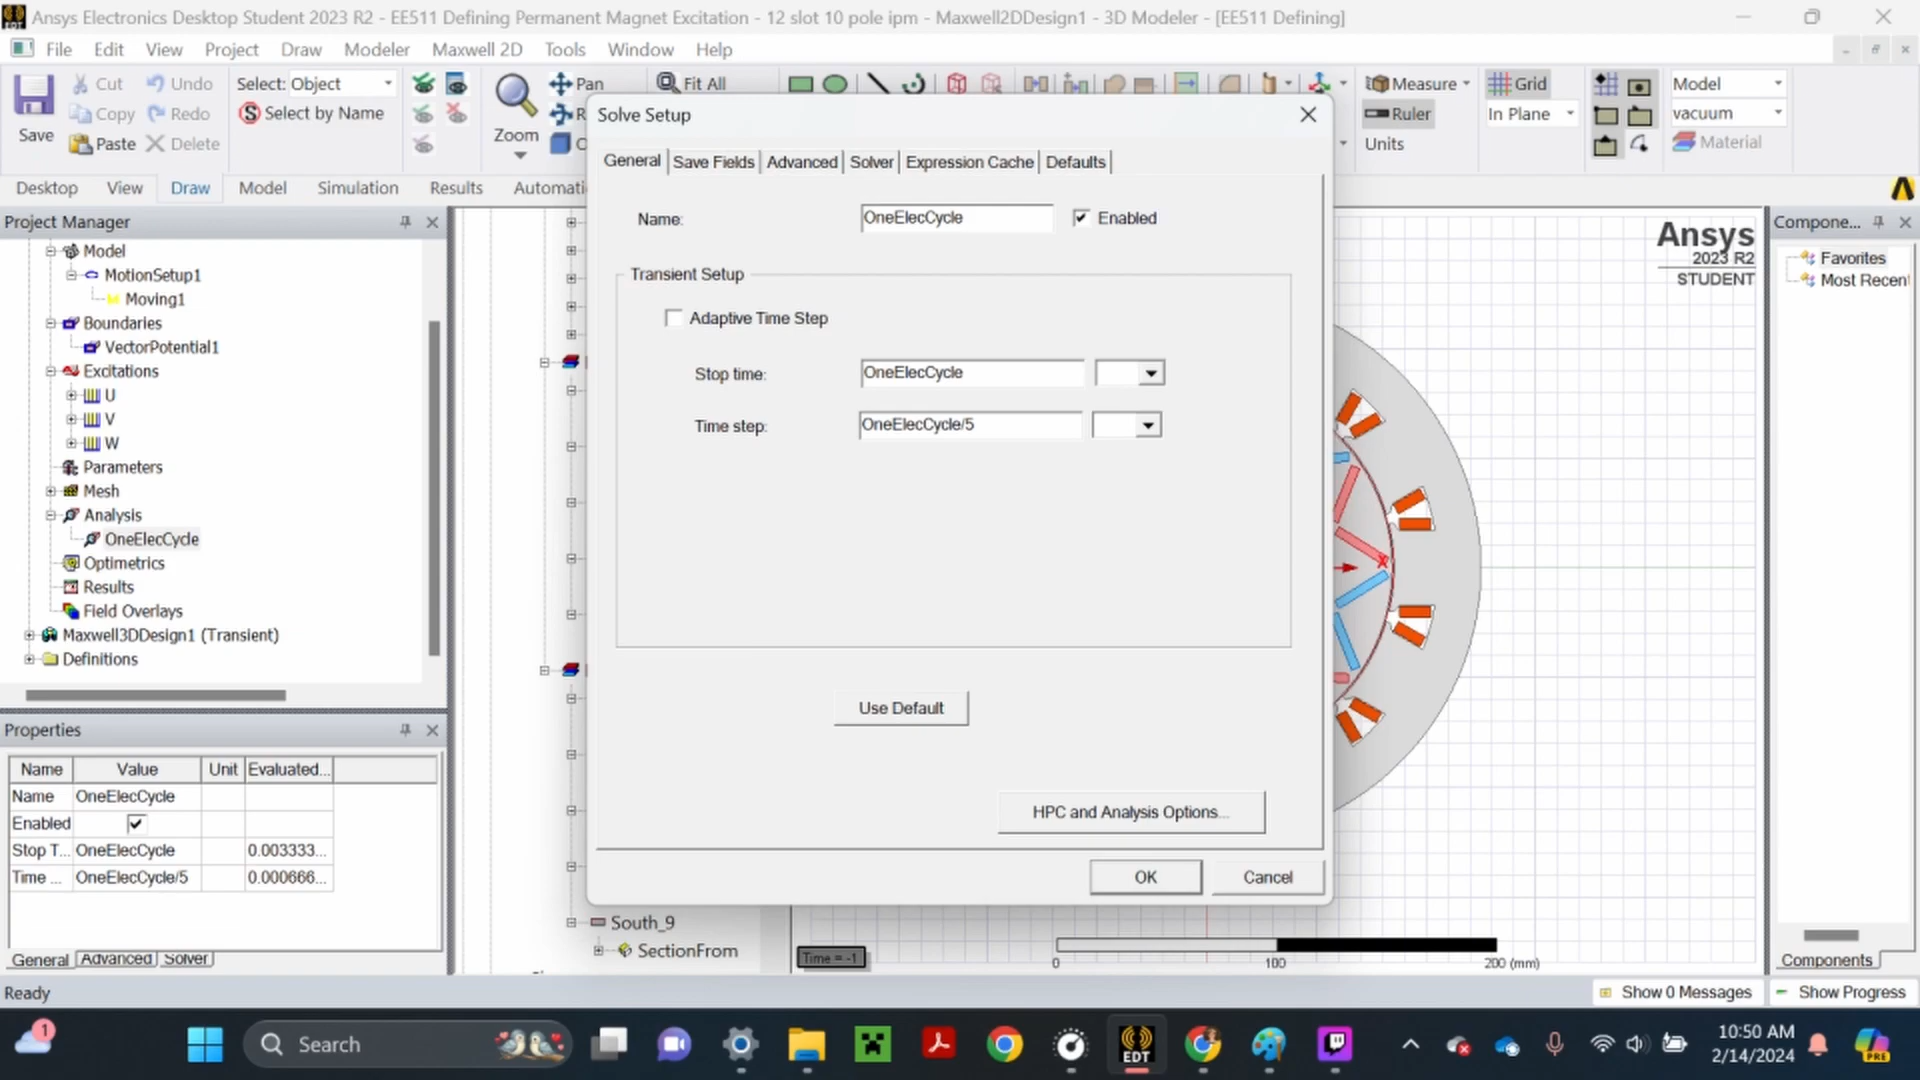 Ansys Electronics Desktop Student 2023 R2 - EE511 Defining Permanent Magnet Excitation - 12 slot 10 pole ipm - Maxwell2DDesign1 - 3D Modeler - [EE511 Defining]
File Edit View Project Draw Modeler Maxwell 2D Tools Window Help
Save
Cut Undo
Copy Redo
Paste Delete
Select: Object
Select by Name
Zoom
Pan
Fit All
Measure
Ruler
Units
Grid
In Plane
Model
vacuum
Material
Desktop View Draw Model Simulation Results
Project Manager
Model
MotionSetup1
Moving1
Boundaries
VectorPotential1
Excitations
U
V
W
Parameters
Mesh
Analysis
OneElecCycle
Optimetrics
Results
Field Overlays
Maxwell3DDesign1 (Transient)
Definitions
Properties
Name Value Unit Evaluated...
Name OneElecCycle
Enabled
Stop T... OneElecCycle 0.003333...
Time ... OneElecCycle/5 0.000666...
General Advanced Solver
Solve Setup
General Save Fields Advanced Solver Expression Cache Defaults
Name: OneElecCycle Enabled
Transient Setup
Adaptive Time Step
Stop time: OneElecCycle
Time step: OneElecCycle/5
Use Default
HPC and Analysis Options...
OK Cancel
South_9
SectionFrom
Time = -1
0 100 200 (mm)
Ansys
2023 R2
STUDENT
Compone...
Favorites
Most Recen
Components
Ready
Show 0 Messages Show Progress
1
Search
EDT
10:50 AM
2/14/2024
PRE